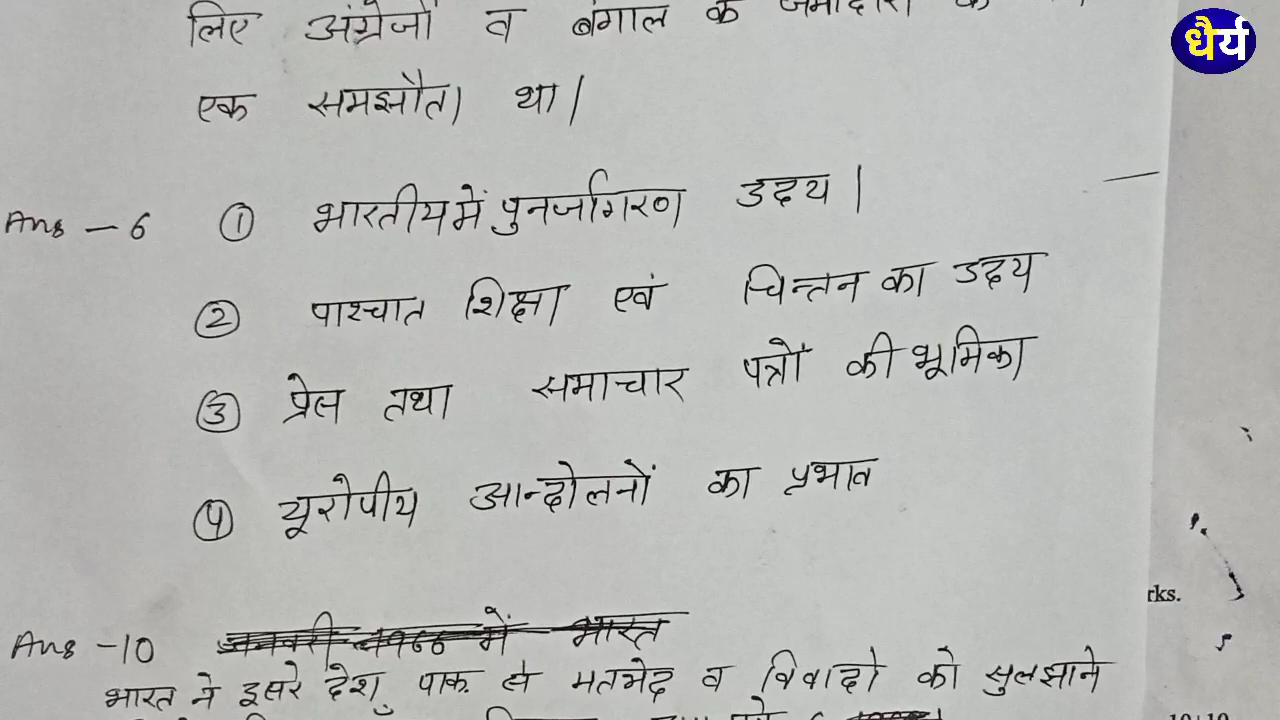 धैर्य
लिए अंग्रेजों व बंगाल के जमींदारों के
एक समझौता था|
Ans - 6 ① भारतीय में पुनर्जागरण उदय |
② पाश्चात शिक्षा एवं चिन्तन का उदय
③ प्रेस तथा समाचार पत्रों की भूमिका
④ यूरोपीय आन्दोलनों का प्रभाव
rks.
Ans -10 में भारत
भारत ने दूसरे देश, पाक से मतभेद व विवादो को सुलझाने